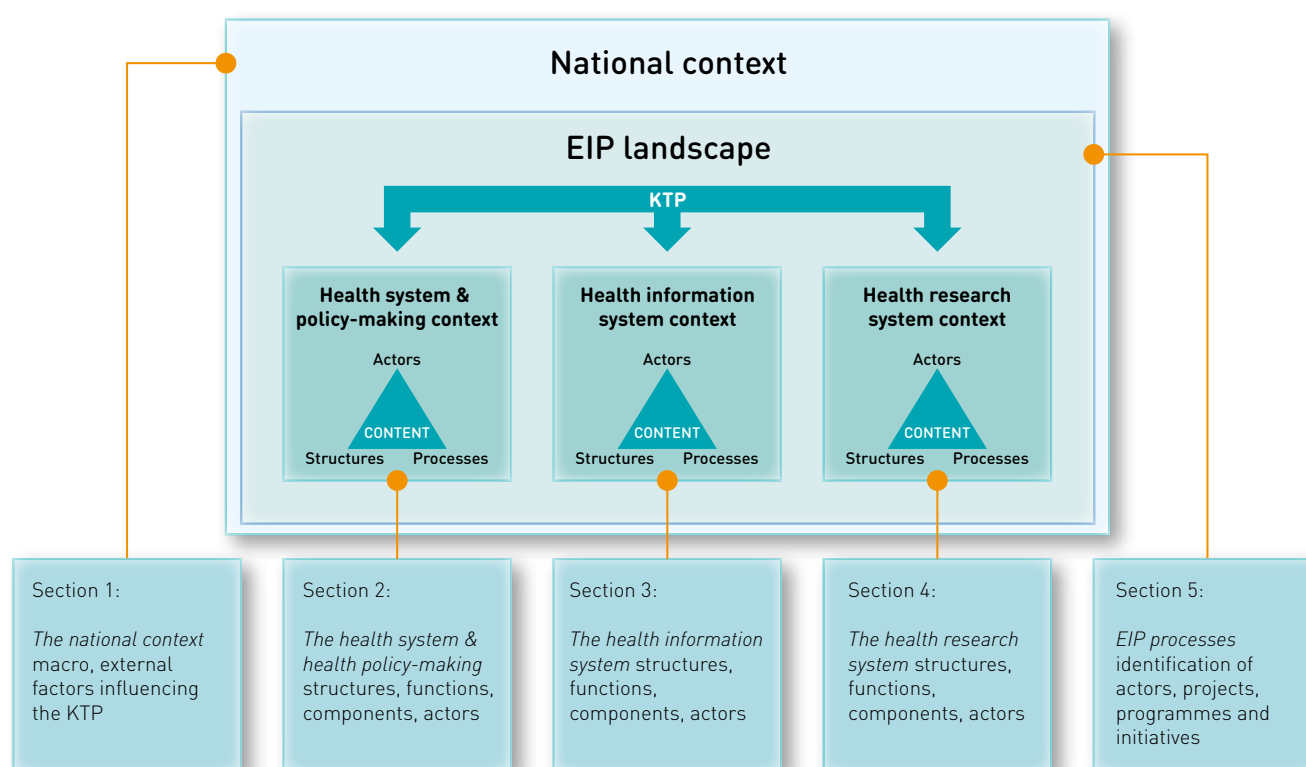 National context
EIP landscape
KTP
Health system &
policy-making context
Actors
CONTENT
Structures Processes
Health information
system context
Actors
CONTENT
Structures Processes
Health research
system context
Actors
CONTENT
Structures Processes
Section 1:
The national context
macro, external
factors influencing
the KTP
Section 2:
The health system &
health policy-making
structures, functions,
components, actors
Section 3:
The health information
system structures,
functions,
components, actors
Section 4:
The health research
system structures,
functions,
components, actors
Section 5:
EIP processes
identification of
actors, projects,
programmes and
initiatives